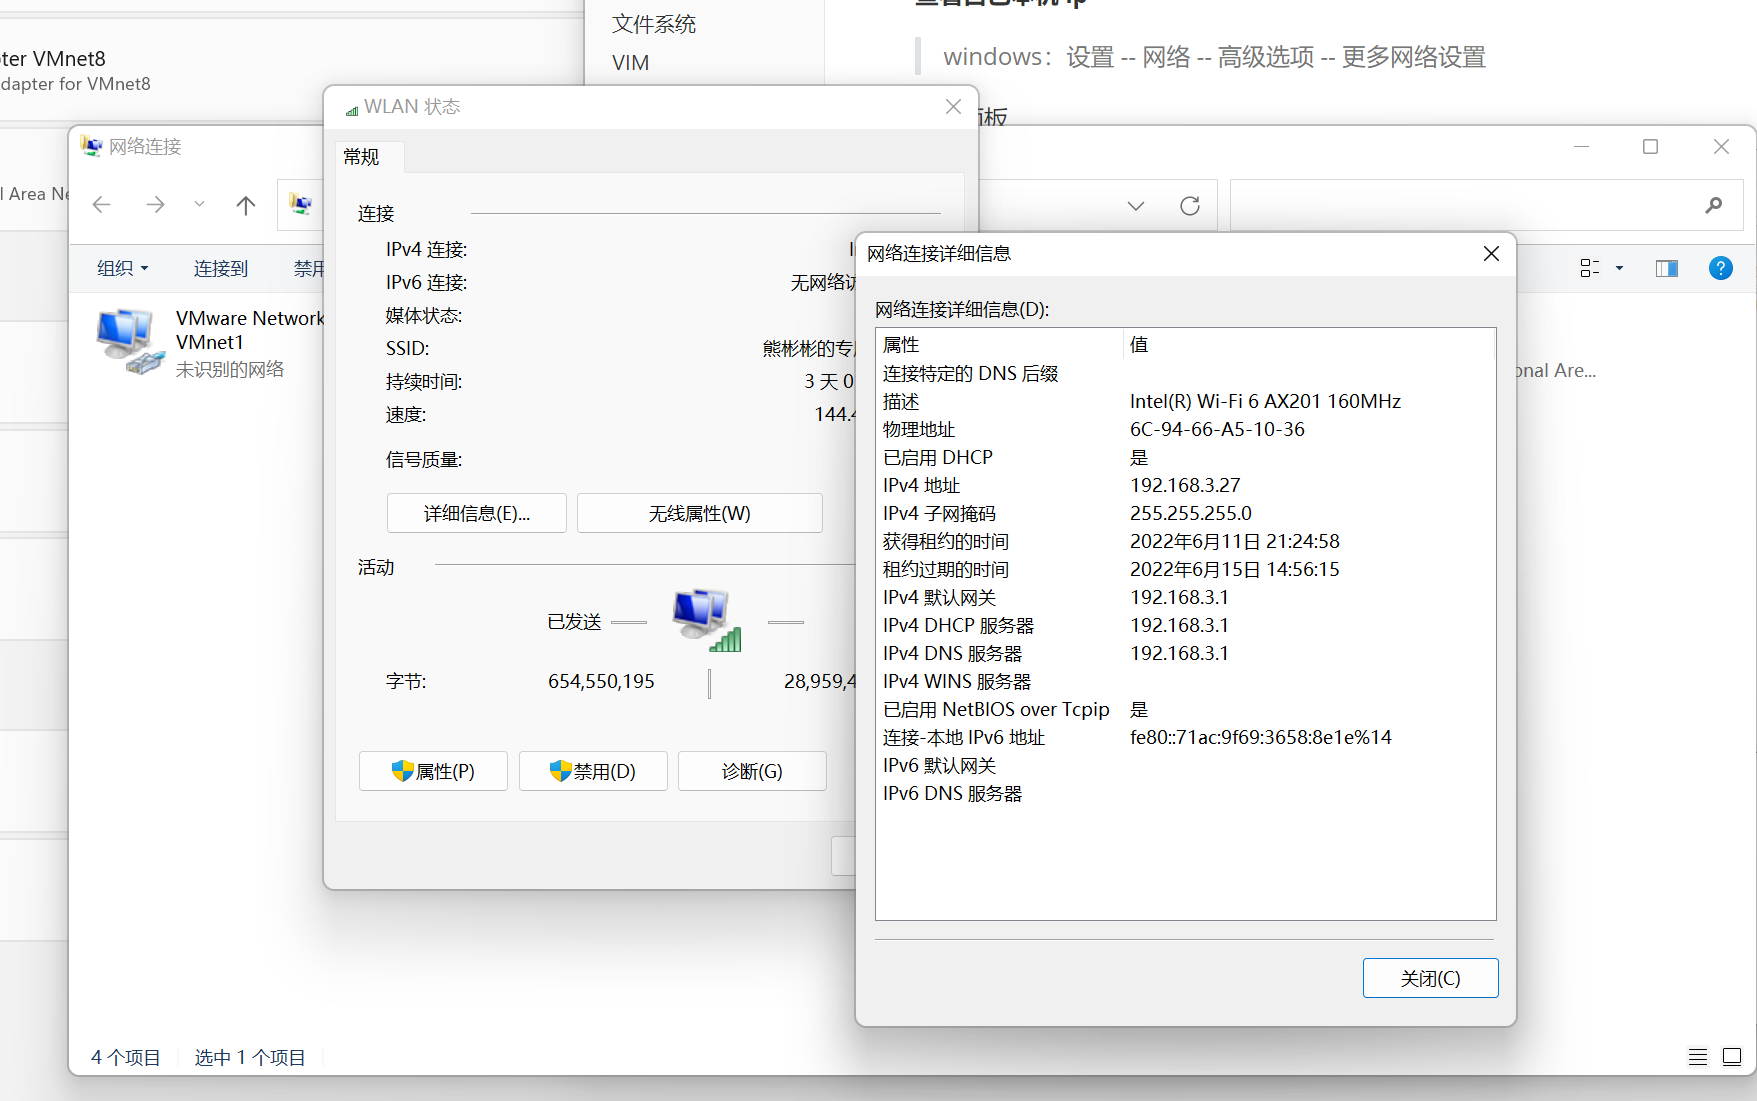 文件系统
VIM
windows：设置 -- 网络 -- 高级选项 -- 更多网络设置
ter VMnet8
dapter for VMnet8
l Area Ne
WLAN 状态
常规
连接
IPv4 连接:
IPv6 连接: 无网络访
媒体状态:
SSID: 熊彬彬的专用
持续时间: 3 天 0
速度: 144.4
信号质量:
详细信息(E)... 无线属性(W)
活动
已发送
字节: 654,550,195 28,959,4
属性(P) 禁用(D) 诊断(G)
网络连接
组织 连接到 禁用
VMware Network
VMnet1
未识别的网络
onal Are...
网络连接详细信息
网络连接详细信息(D):
属性 值
连接特定的 DNS 后缀
描述 Intel(R) Wi-Fi 6 AX201 160MHz
物理地址 6C-94-66-A5-10-36
已启用 DHCP 是
IPv4 地址 192.168.3.27
IPv4 子网掩码 255.255.255.0
获得租约的时间 2022年6月11日 21:24:58
租约过期的时间 2022年6月15日 14:56:15
IPv4 默认网关 192.168.3.1
IPv4 DHCP 服务器 192.168.3.1
IPv4 DNS 服务器 192.168.3.1
IPv4 WINS 服务器
已启用 NetBIOS over Tcpip 是
连接-本地 IPv6 地址 fe80::71ac:9f69:3658:8e1e%14
IPv6 默认网关
IPv6 DNS 服务器
关闭(C)
4 个项目 选中 1 个项目